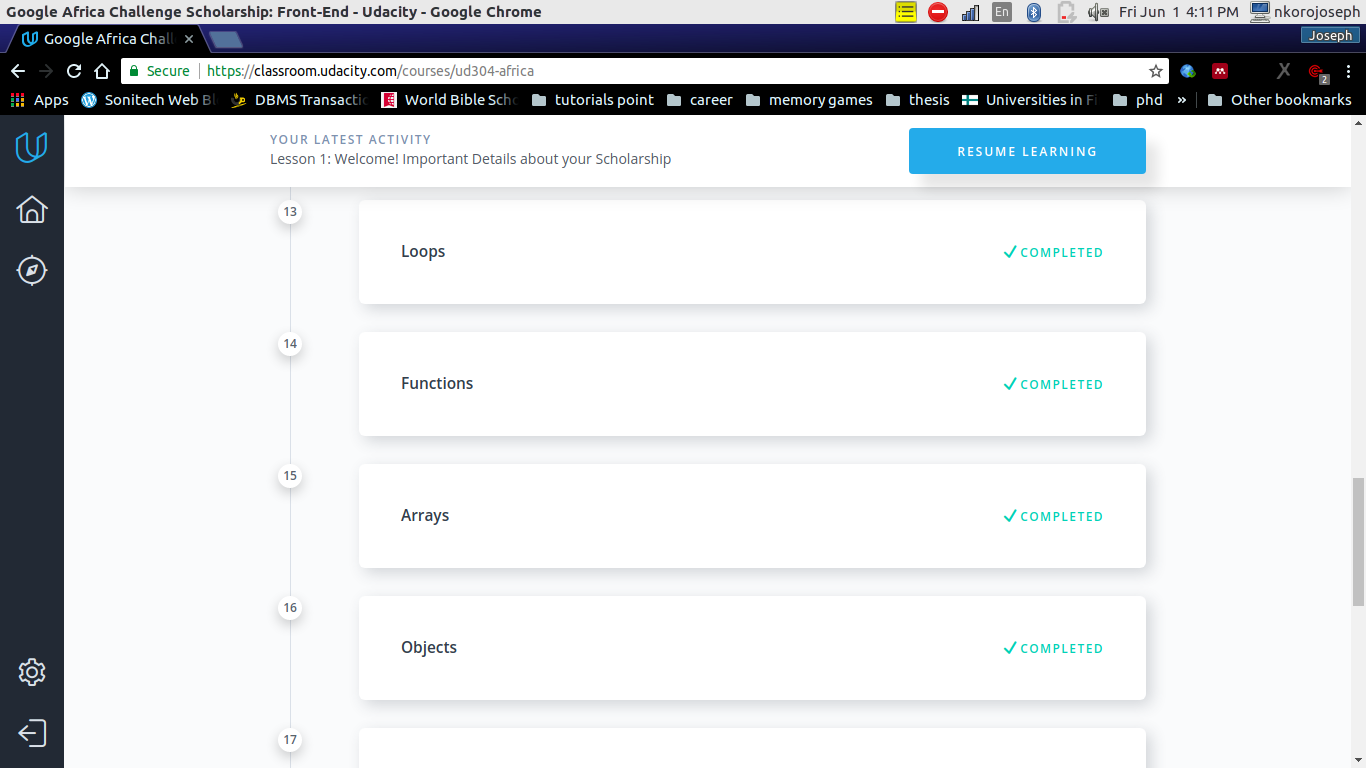 Google Africa Challenge Scholarship: Front-End - Udacity - Google Chrome
En
Fri Jun 1 4:11 PM
nkorojoseph
Google Africa Chall
Joseph
Secure
https://classroom.udacity.com/courses/ud304-africa
2
Apps
Sonitech Web Bl
DBMS Transactio
World Bible Scho
tutorials point
career
memory games
thesis
Universities in Fi
phd
»
Other bookmarks
YOUR LATEST ACTIVITY
Lesson 1: Welcome! Important Details about your Scholarship
RESUME LEARNING
13
Loops
COMPLETED
14
Functions
COMPLETED
15
Arrays
COMPLETED
16
Objects
COMPLETED
17